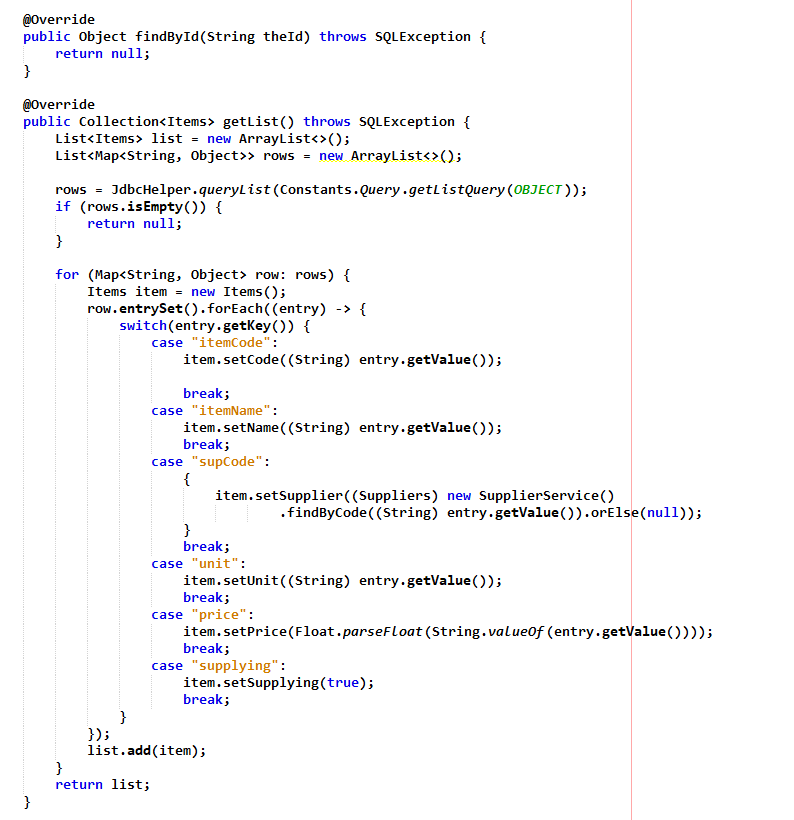 @Override
public Object findById(String theId) throws SQLException {
    return null;
}

@Override
public Collection<Items> getList() throws SQLException {
    List<Items> list = new ArrayList<>();
    List<Map<String, Object>> rows = new ArrayList<>();

    rows = JdbcHelper.queryList(Constants.Query.getListQuery(OBJECT));
    if (rows.isEmpty()) {
        return null;
    }

    for (Map<String, Object> row: rows) {
        Items item = new Items();
        row.entrySet().forEach((entry) -> {
            switch(entry.getKey()) {
                case "itemCode":
                    item.setCode((String) entry.getValue());

                    break;
                case "itemName":
                    item.setName((String) entry.getValue());
                    break;
                case "supCode":
                    {
                        item.setSupplier((Suppliers) new SupplierService()
                                .findByCode((String) entry.getValue()).orElse(null));
                    }
                    break;
                case "unit":
                    item.setUnit((String) entry.getValue());
                    break;
                case "price":
                    item.setPrice(Float.parseFloat(String.valueOf(entry.getValue())));
                    break;
                case "supplying":
                    item.setSupplying(true);
                    break;
            }
        });
        list.add(item);
    }
    return list;
}